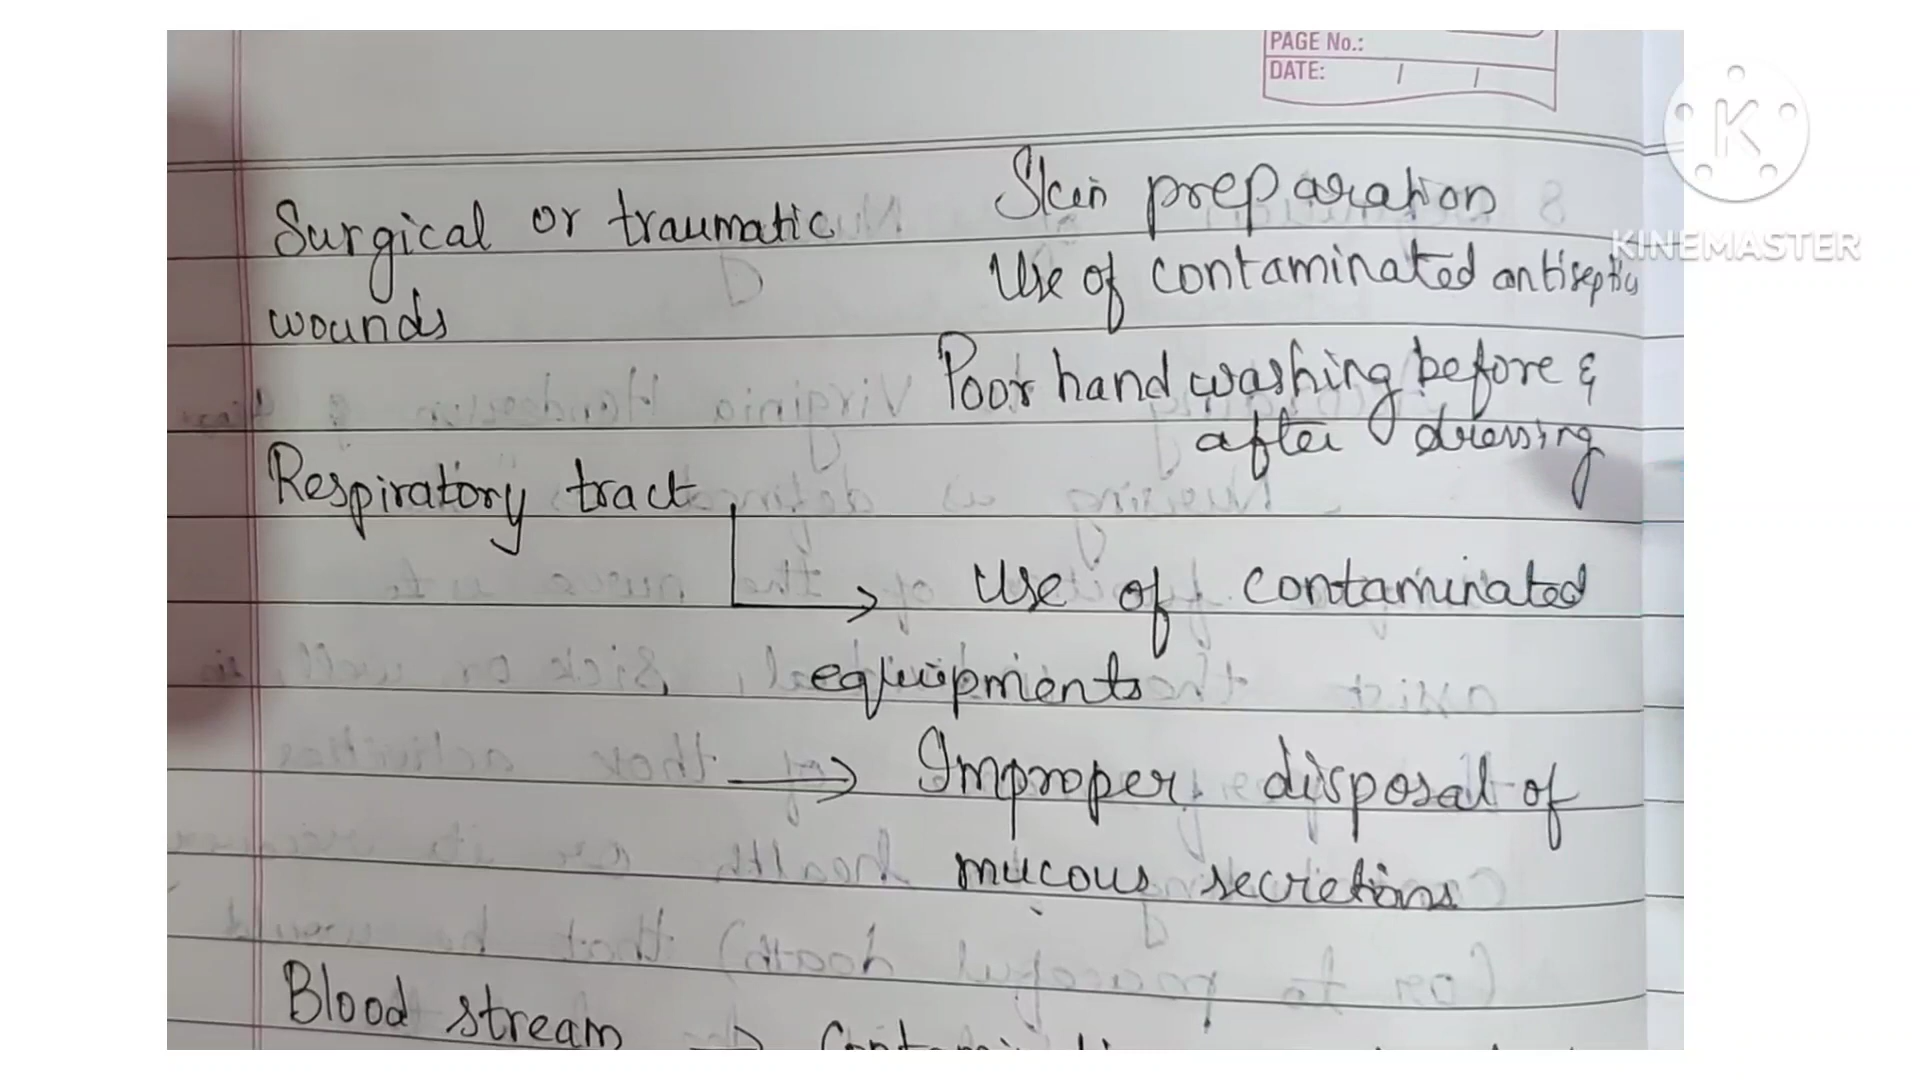 PAGE No.:
DATE: / /
Surgical or traumatic
wounds
Skin preparation
Use of contaminated antiseptics
Poor hand washing before &
after dressing
Respiratory tract
→ Use of contaminated
equipments
→ Improper disposal of
mucous secretions
Blood stream →
K
KINEMASTER